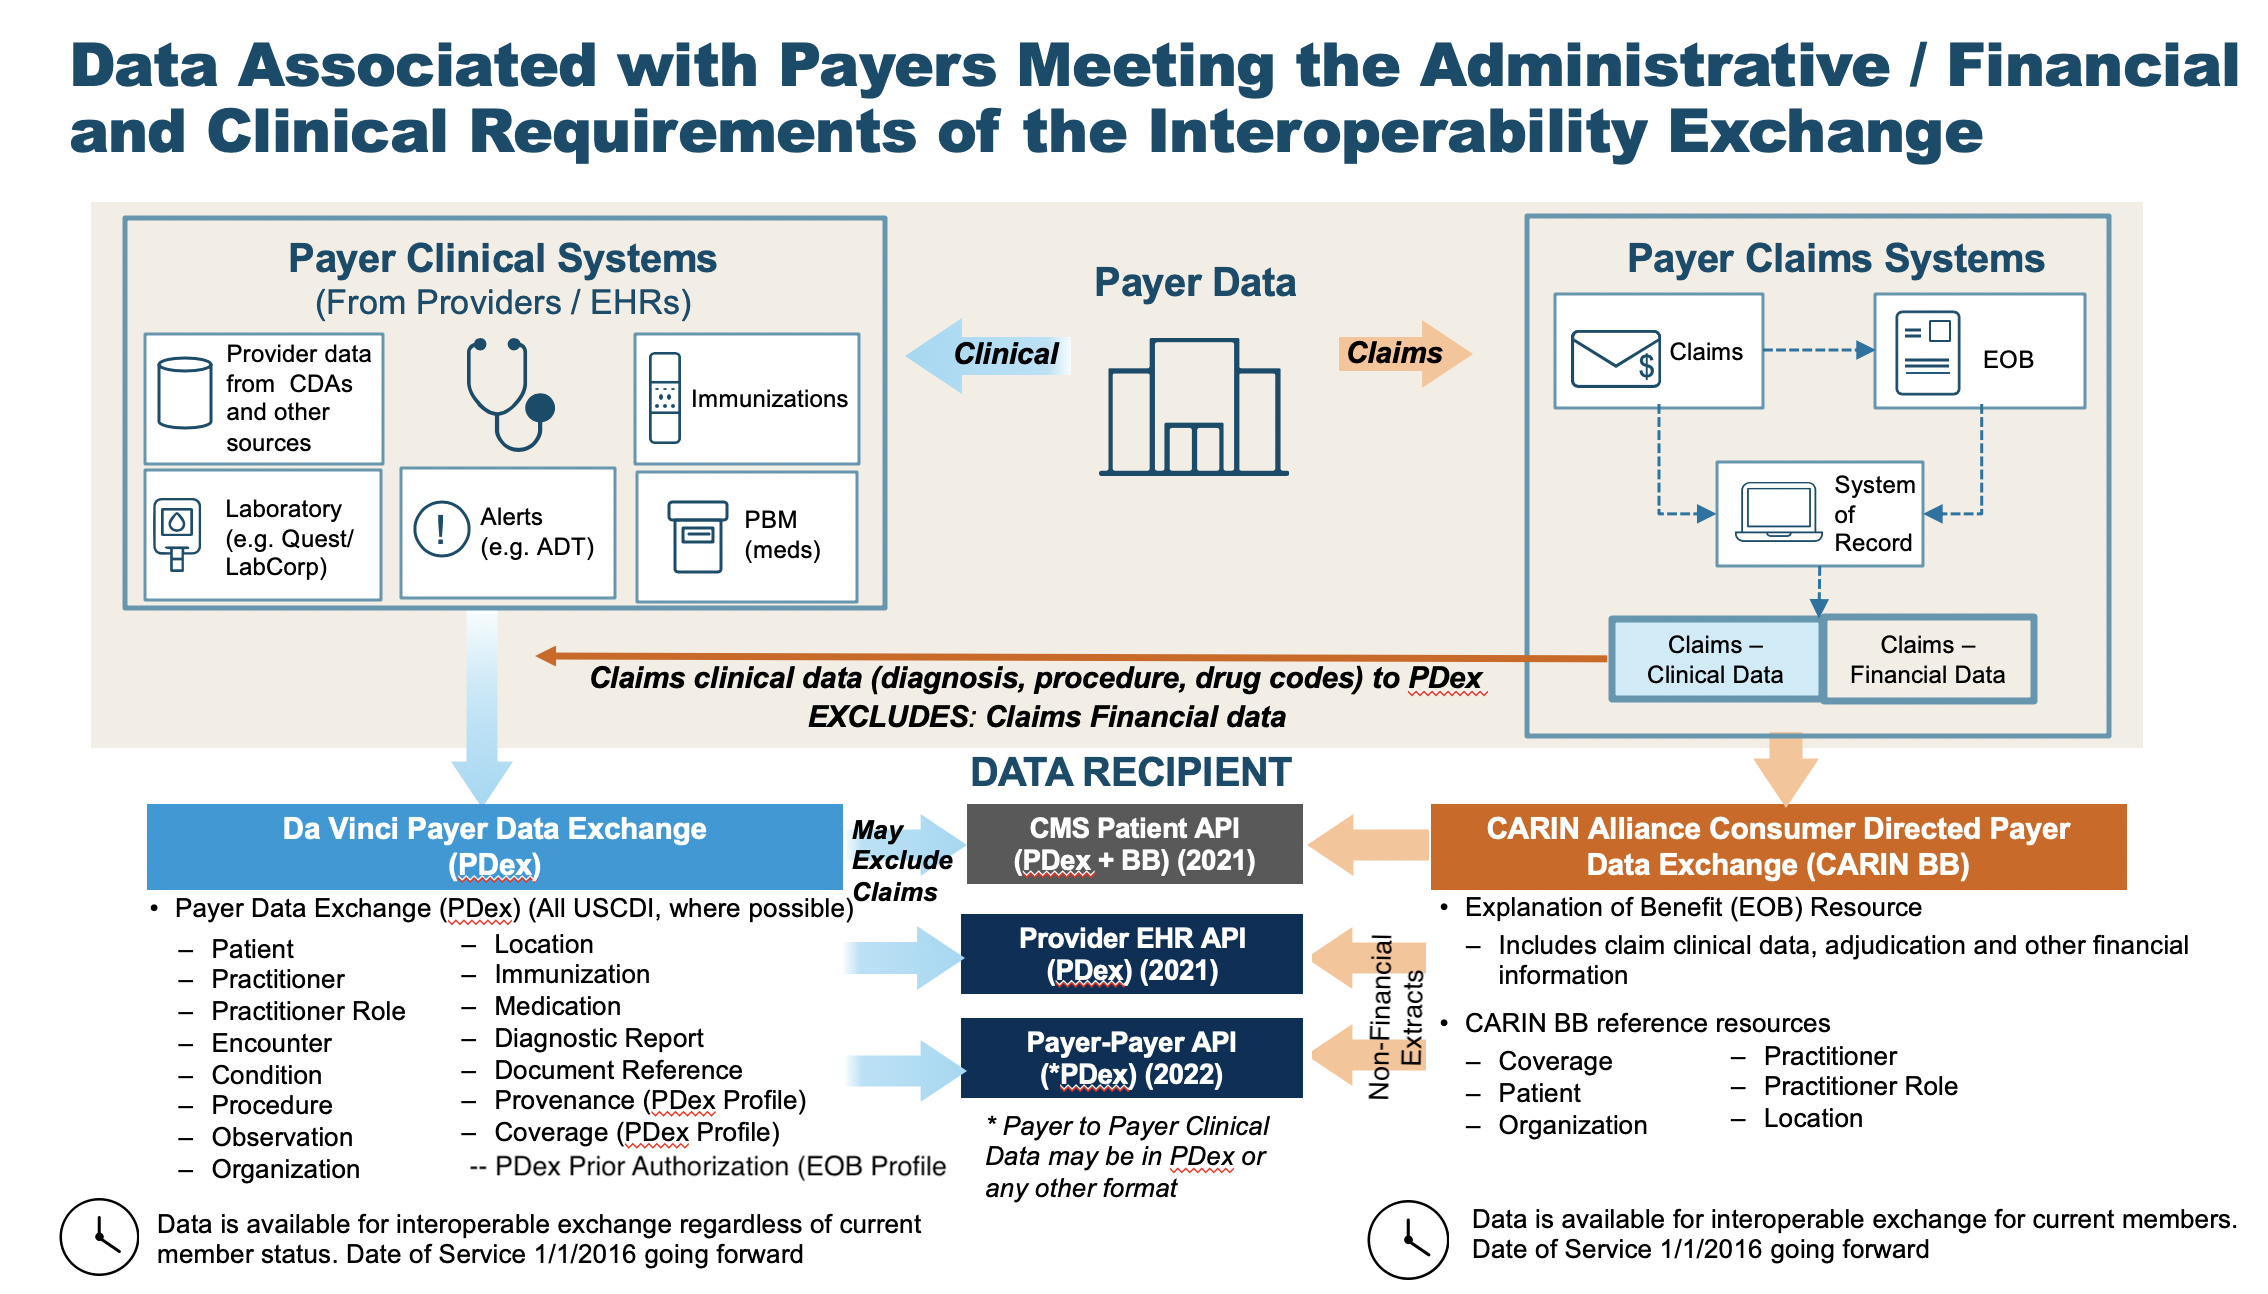 Data Associated with Payers Meeting the Administrative / Financial
and Clinical Requirements of the Interoperability Exchange
Payer Clinical Systems
(From Providers / EHRs)
Provider data
from CDAs
and other
sources
Immunizations
Laboratory
(e.g. Quest/
LabCorp)
!
Alerts
(e.g. ADT)
PBM
(meds)
Payer Data
Clinical
Claims
Payer Claims Systems
$
Claims
EOB
System
of
Record
Claims –
Clinical Data
Claims –
Financial Data
Claims clinical data (diagnosis, procedure, drug codes) to PDex
EXCLUDES: Claims Financial data
DATA RECIPIENT
Da Vinci Payer Data Exchange
(PDex)
May
Exclude
Claims
CMS Patient API
(PDex + BB) (2021)
CARIN Alliance Consumer Directed Payer
Data Exchange (CARIN BB)
• Payer Data Exchange (PDex) (All USCDI, where possible)
– Patient
– Practitioner
– Practitioner Role
– Encounter
– Condition
– Procedure
– Observation
– Organization
– Location
– Immunization
– Medication
– Diagnostic Report
– Document Reference
– Provenance (PDex Profile)
– Coverage (PDex Profile)
-- PDex Prior Authorization (EOB Profile
Provider EHR API
(PDex) (2021)
Payer-Payer API
(*PDex) (2022)
* Payer to Payer Clinical
Data may be in PDex or
any other format
Non-Financial
Extracts
• Explanation of Benefit (EOB) Resource
– Includes claim clinical data, adjudication and other financial
information
• CARIN BB reference resources
– Coverage
– Patient
– Organization
– Practitioner
– Practitioner Role
– Location
Data is available for interoperable exchange regardless of current
member status. Date of Service 1/1/2016 going forward
Data is available for interoperable exchange for current members.
Date of Service 1/1/2016 going forward